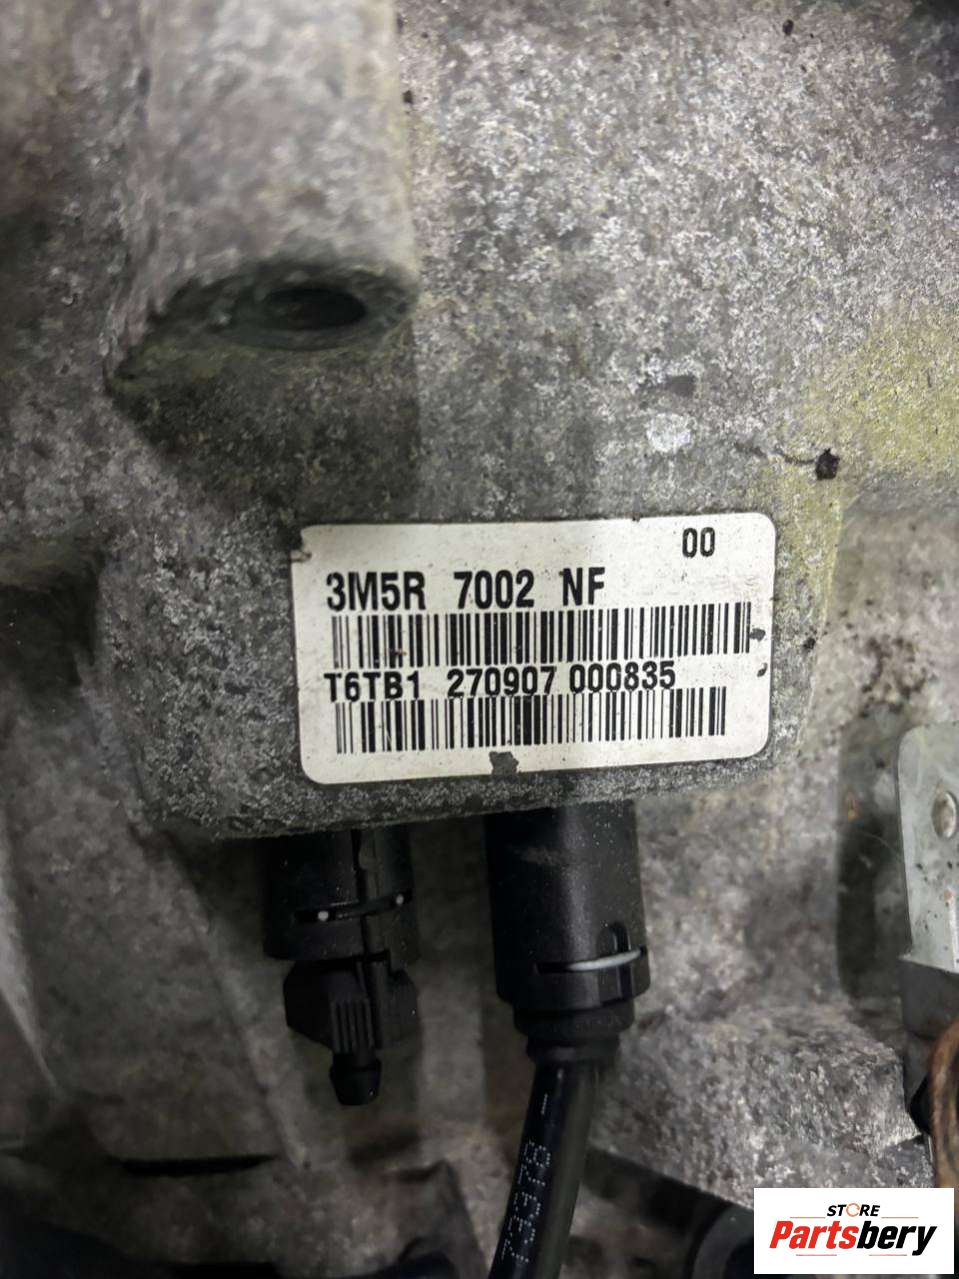 00
3M5R 7002 NF
T6TB1 270907 000835
STORE
Partsbery